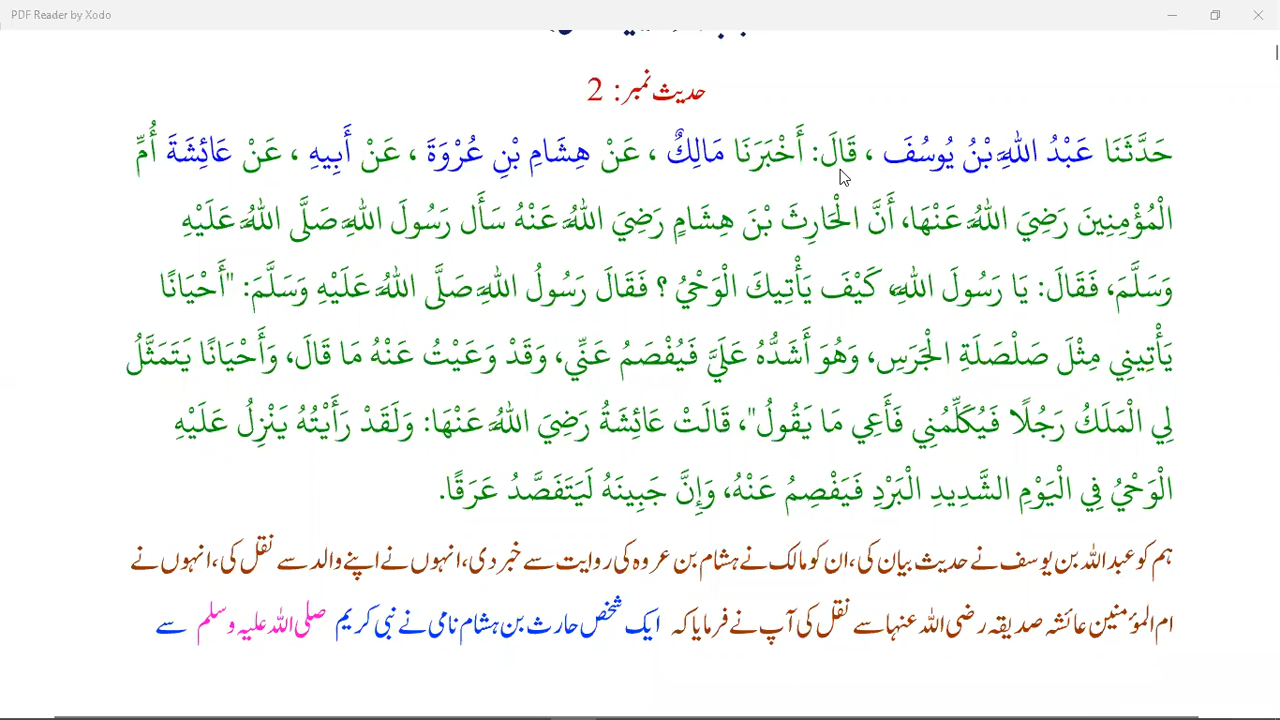 PDF Reader by Xodo
حدیث نمبر: 2
حَدَّثَنَا عَبْدُ اللَّهِ بْنُ يُوسُفَ ، قَالَ: أَخْبَرَنَا مَالِكٌ ، عَنْ هِشَامِ بْنِ عُرْوَةَ ، عَنْ أَبِيهِ ، عَنْ عَائِشَةَ أُمِّ
الْمُؤْمِنِينَ رَضِيَ اللَّهُ عَنْهَا، أَنَّ الْحَارِثَ بْنَ هِشَامٍ رَضِيَ اللَّهُ عَنْهُ سَأَل رَسُولَ اللَّهِ صَلَّى اللَّهُ عَلَيْهِ
وَسَلَّمَ، فَقَالَ: يَا رَسُولَ اللَّهِ، كَيْفَ يَأْتِيكَ الْوَحْيُ ؟ فَقَالَ رَسُولُ اللَّهِ صَلَّى اللَّهُ عَلَيْهِ وَسَلَّمَ: "أَحْيَانًا
يَأْتِينِي مِثْلَ صَلْصَلَةِ الْجَرَسِ، وَهُوَ أَشَدُّهُ عَلَيَّ فَيُفْصَمُ عَنِّي، وَقَدْ وَعَيْتُ عَنْهُ مَا قَالَ، وَأَحْيَانًا يَتَمَثَّلُ
لِي الْمَلَكُ رَجُلًا فَيُكَلِّمُنِي فَأَعِي مَا يَقُولُ"، قَالَتْ عَائِشَةُ رَضِيَ اللَّهُ عَنْهَا: وَلَقَدْ رَأَيْتُهُ يَنْزِلُ عَلَيْهِ
الْوَحْيُ فِي الْيَوْمِ الشَّدِيدِ الْبَرْدِ فَيَفْصِمُ عَنْهُ، وَإِنَّ جَبِينَهُ لَيَتَفَصَّدُ عَرَقًا.
ہم کو عبداللہ بن یوسف نے حدیث بیان کی، ان کو مالک نے ہشام بن عروہ کی روایت سے خبر دی، انہوں نے اپنے والد سے نقل کی، انہوں نے
ام المؤمنین عائشہ صدیقہ رضی اللہ عنہا سے نقل کی آپ نے فرمایا کہ ایک شخص حارث بن ہشام نامی نے نبی کریم صلی اللہ علیہ وسلم سے